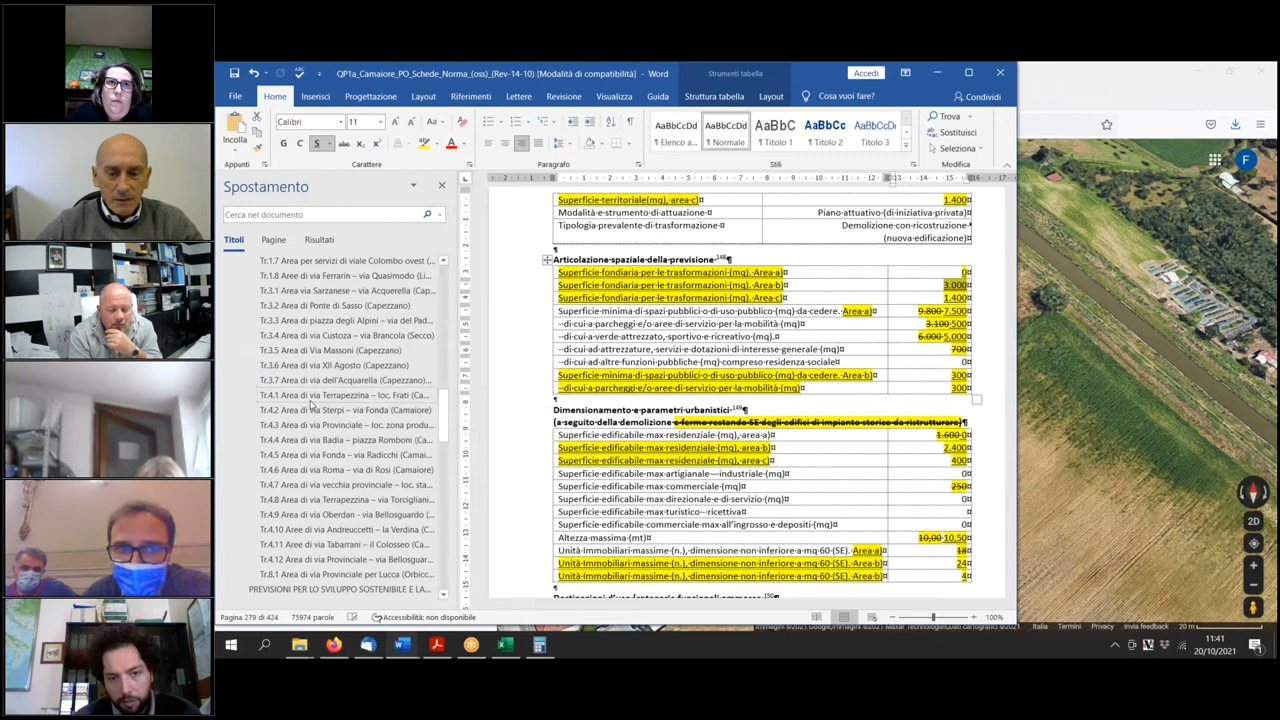 QP1a_Camaiore_PO_Schede_Norma_(oss)_(Rev-14-10) [Modalità di compatibilità] - Word
Strumenti tabella
Accedi
File Home Inserisci Progettazione Layout Riferimenti Lettere Revisione Visualizza Guida Struttura tabella Layout Cosa vuoi fare? Condividi
Incolla
Calibri 11
G C S abc
AaBbCcDd AaBbCcDd AaBbC AaBbCc AaBbCcD
¶ Elenco a... ¶ Normale ¶ Titolo 1 ¶ Titolo 2 ¶ Titolo 3
Trova
Sostituisci
Seleziona
Appunti Carattere Paragrafo Stili Modifica
Spostamento
Cerca nel documento
Titoli Pagine Risultati
Tr.1.7 Area per servizi di viale Colombo ovest (...
Tr.1.8 Aree di via Ferrarin – via Quasimodo (Li...
Tr.3.1 Area via Sarzanese – via Acquerella (Cap...
Tr.3.2 Area di Ponte di Sasso (Capezzano)
Tr.3.3 Area di piazza degli Alpini – via del Pad...
Tr.3.4 Area di via Custoza – via Brancola (Secco)
Tr.3.5 Area di Via Massoni (Capezzano)
Tr.3.6 Area di via XII Agosto (Capezzano)
Tr.3.7 Area di via dell'Acquarella (Capezzano)...
Tr.4.1 Area di via Terrapezzina – loc. Frati (Ca...
Tr.4.2 Area di via Sterpi – via Fonda (Camaiore)
Tr.4.3 Area di via Provinciale – loc. zona produ...
Tr.4.4 Area di via Badia – piazza Romboni (Cam...
Tr.4.5 Area di via Fonda – via Radicchi (Camai...
Tr.4.6 Area di via Roma – via di Rosi (Camaiore)
Tr.4.7 Area di via vecchia provinciale – loc. sta...
Tr.4.8 Area di via Terrapezzina – via Torcigliani...
Tr.4.9 Area di via Oberdan - via Bellosguardo (...
Tr.4.10 Aree di via Andreuccetti – la Verdina (C...
Tr.4.11 Aree di via Tabarrani – il Colosseo (Cam...
Tr.4.12 Area di via Provinciale – via Bellosguar...
Tr.8.1 Area di via Provinciale per Lucca (Orbicc...
PREVISIONI PER LO SVILUPPO SOSTENIBILE E LA...
Superficie territoriale(mq), area c) 1.400
Modalità e strumento di attuazione Piano attuativo (di iniziativa privata)
Tipologia prevalente di trasformazione Demolizione con ricostruzione
(nuova edificazione)
Articolazione spaziale della previsione 148
Superficie fondiaria per le trasformazioni (mq). Area a) 0
Superficie fondiaria per le trasformazioni (mq). Area b) 3.000
Superficie fondiaria per le trasformazioni (mq). Area c) 1.400
Superficie minima di spazi pubblici o di uso pubblico (mq) da cedere. Area a) 9.800 7.500
- di cui a parcheggi e/o aree di servizio per la mobilità (mq) 3.100 500
- di cui a verde attrezzato, sportivo e ricreativo (mq). 6.000 5.000
- di cui ad attrezzature, servizi e dotazioni di interesse generale (mq) 700
- di cui ad altre funzioni pubbliche (mq) compreso residenza sociale 0
Superficie minima di spazi pubblici o di uso pubblico (mq) da cedere. Area b) 300
- di cui a parcheggi e/o aree di servizio per la mobilità (mq) 300
Dimensionamento e parametri urbanistici 149
(a seguito della demolizione e fermo restando SE degli edifici di impianto storico da ristrutturare)
Superficie edificabile max residenziale (mq), area a) 1.600 0
Superficie edificabile max residenziale (mq), area b) 2.400
Superficie edificabile max residenziale (mq), area c) 400
Superficie edificabile max artigianale – industriale (mq) 0
Superficie edificabile max commerciale (mq) 250
Superficie edificabile max direzionale e di servizio (mq) 0
Superficie edificabile max turistico – ricettiva
Superficie edificabile commerciale max all'ingrosso e depositi (mq) 0
Altezza massima (mt) 10,00 10,50
Unità Immobiliari massime (n.), dimensione non inferiore a mq 60 (SE). Area a) 18
Unità Immobiliari massime (n.), dimensione non inferiore a mq 60 (SE). Area b) 24
Unità Immobiliari massime (n.), dimensione non inferiore a mq 60 (SE). Area b) 4
Pagina 279 di 424 75974 parole Accessibilità: non disponibile 100%
F
2D
Italia Termini Privacy Invia feedback 20 m
11:41
20/10/2021